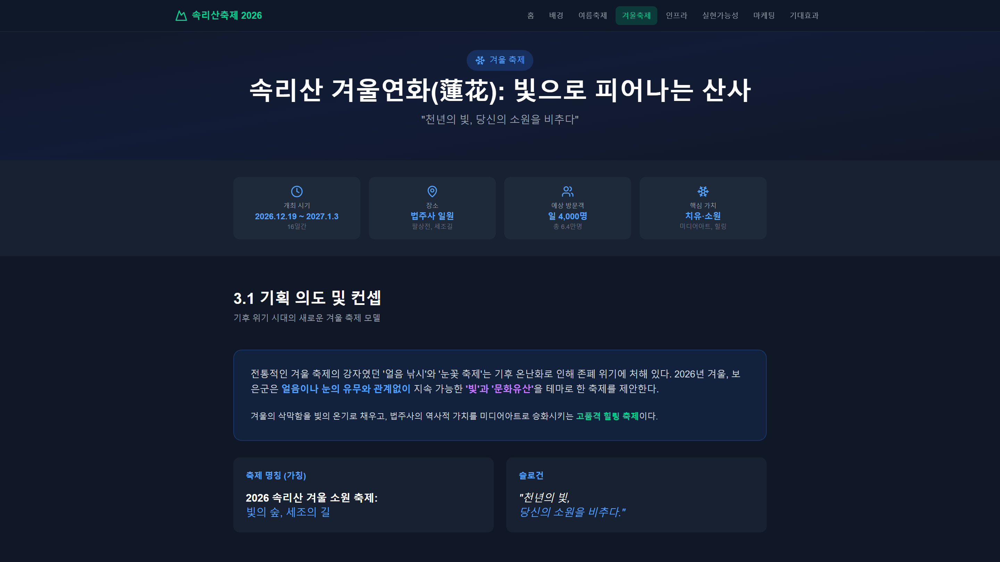 속리산축제 2026
홈
배경
여름축제
겨울축제
인프라
실현가능성
마케팅
기대효과
겨울 축제
속리산 겨울연화(蓮花): 빛으로 피어나는 산사
"천년의 빛, 당신의 소원을 비추다"
개최 시기
2026.12.19 ~ 2027.1.3
16일간
장소
법주사 일원
팔상전, 세조길
예상 방문객
일 4,000명
총 6.4만명
핵심 가치
치유·소원
미디어아트, 힐링
3.1 기획 의도 및 컨셉
기후 위기 시대의 새로운 겨울 축제 모델
전통적인 겨울 축제의 강자였던 '얼음 낚시'와 '눈꽃 축제'는 기후 온난화로 인해 존폐 위기에 처해 있다. 2026년 겨울, 보
은군은 얼음이나 눈의 유무와 관계없이 지속 가능한 '빛'과 '문화유산'을 테마로 한 축제를 제안한다.
겨울의 삭막함을 빛의 온기로 채우고, 법주사의 역사적 가치를 미디어아트로 승화시키는 고품격 힐링 축제이다.
축제 명칭 (가칭)
2026 속리산 겨울 소원 축제:
빛의 숲, 세조의 길
슬로건
"천년의 빛,
당신의 소원을 비추다."